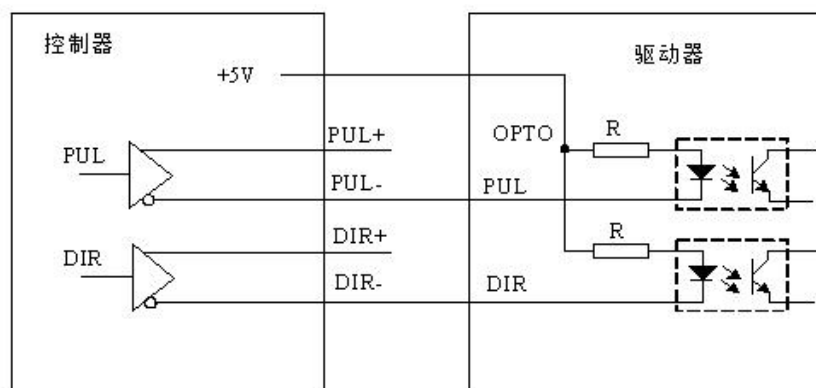 控制器
驱动器
+5V
PUL+
OPTO
R
PUL
PUL-
PUL
DIR+
R
DIR
DIR-
DIR